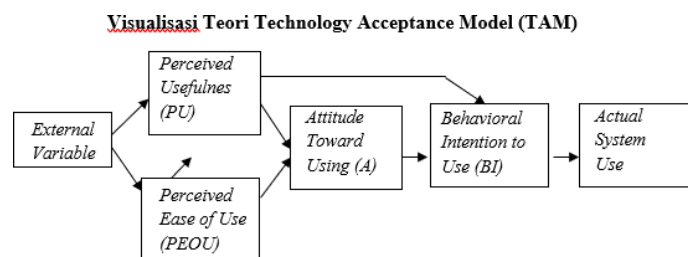 Visualisasi Teori Technology Acceptance Model (TAM)
Perceived
Usefulnes
(PU)
External
Variable
Attitude
Toward
Using (A)
Behavioral
Intention to
Use (BI)
Actual
System
Use
Perceived
Ease of Use
(PEOU)